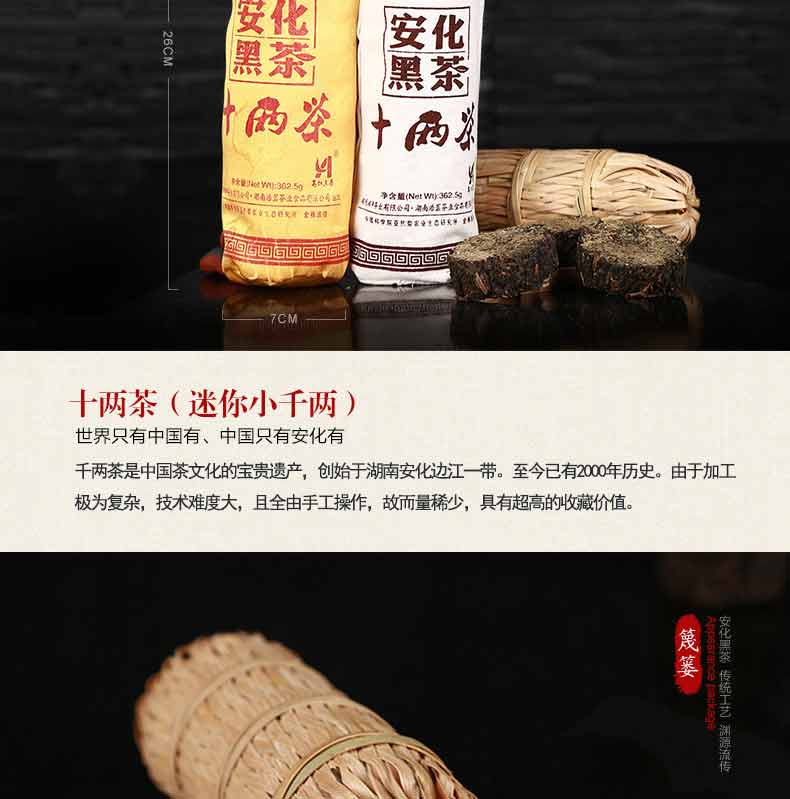 26CM
安化
黑茶
十两茶
净含量(Net Wt):362.5g
安化
黑茶
十两茶
净含量(Net Wt):362.5g
7CM
十两茶（迷你小千两）
世界只有中国有、中国只有安化有
千两茶是中国茶文化的宝贵遗产，创始于湖南安化边江一带。至今已有2000年历史。由于加工
极为复杂，技术难度大，且全由手工操作，故而量稀少，具有超高的收藏价值。
篾篓
Appearance package
安化黑茶 传统工艺 渊源流传